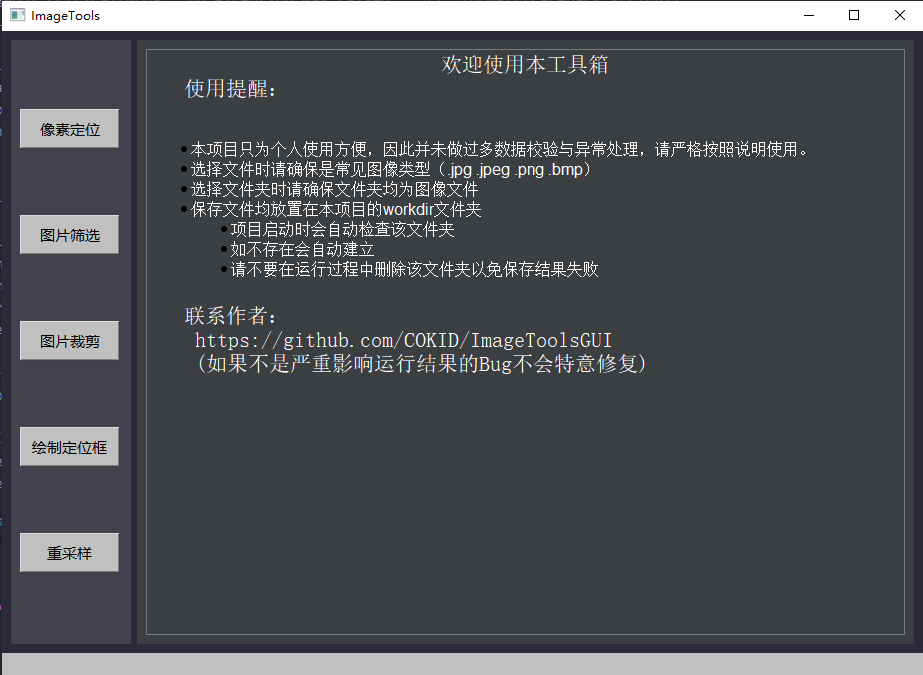 ImageTools
像素定位
图片筛选
图片裁剪
绘制定位框
重采样
欢迎使用本工具箱
使用提醒：
•本项目只为个人使用方便，因此并未做过多数据校验与异常处理，请严格按照说明使用。
•选择文件时请确保是常见图像类型（.jpg .jpeg .png .bmp）
•选择文件夹时请确保文件夹均为图像文件
•保存文件均放置在本项目的workdir文件夹
•项目启动时会自动检查该文件夹
•如不存在会自动建立
•请不要在运行过程中删除该文件夹以免保存结果失败
联系作者：
https://github.com/COKID/ImageToolsGUI
(如果不是严重影响运行结果的Bug不会特意修复)